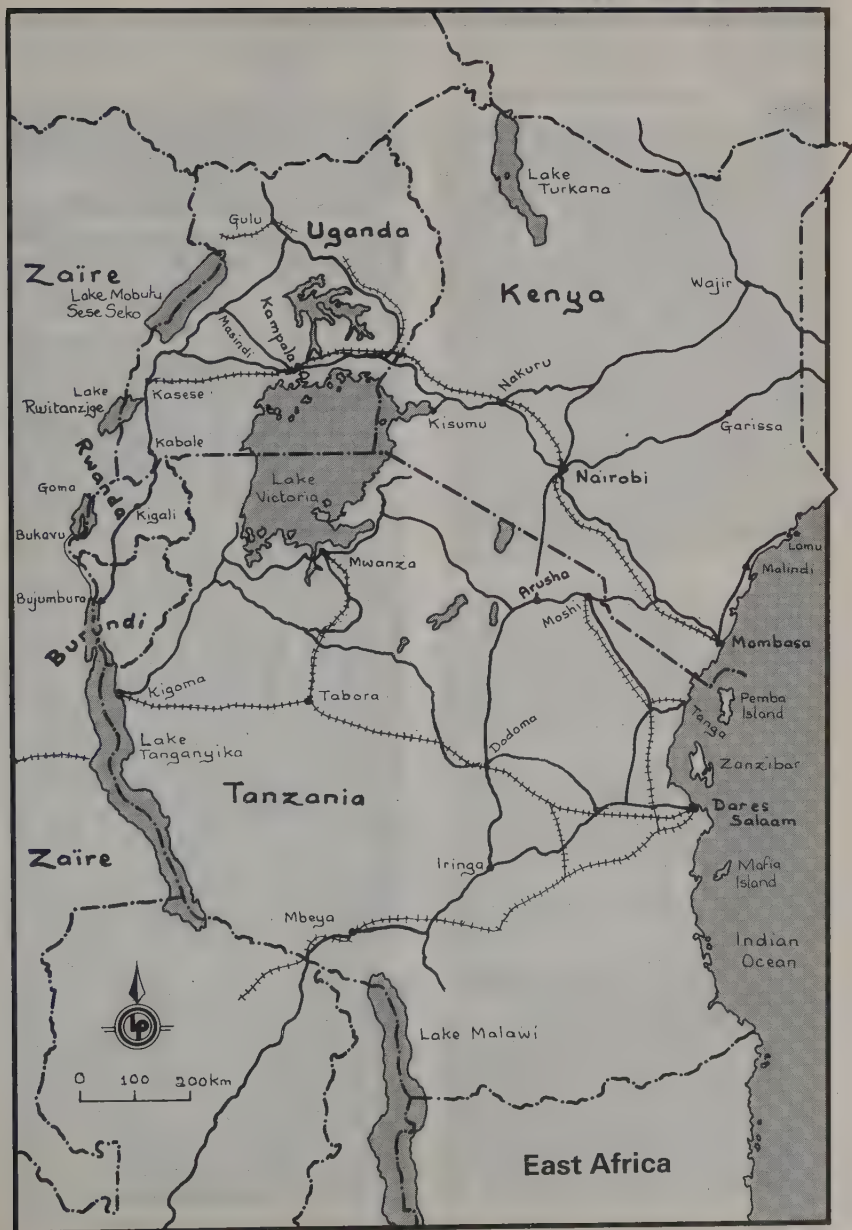 Lake
Turkana
Gulu
Uganda
Zaïre
Lake Mobutu
Sese Seko
Kenya
Wajir
Masindi
Kampala
Lake
Rwitanzige
Kasese
Nakuru
Kisumu
Garissa
Kabale
Rwanda
Goma
Kigali
Lake
Victoria
Nairobi
Bukavu
Lamu
Malindi
Mwanza
Bujumbura
Arusha
Moshi
Burundi
Mombasa
Kigoma
Tabora
Pemba
Island
Tanga
Lake
Tanganyika
Dodoma
Zanzibar
Tanzania
Dar es
Salaam
Zaïre
Iringa
Mafia
Island
Mbeya
Indian
Ocean
LP
Lake Malawi
0 100 200km
East Africa